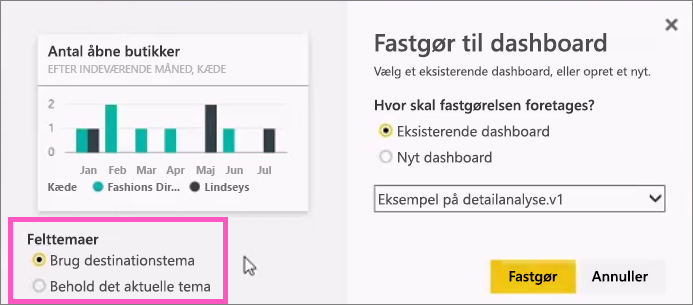 Antal åbne butikker
EFTER INDEVÆRENDE MÅNED, KÆDE
2
1
0
Jan Feb Mar Apr Maj Jun Jul
Kæde Fashions Dir... Lindseys
Felttemaer
Brug destinationstema
Behold det aktuelle tema
Fastgør til dashboard
Vælg et eksisterende dashboard, eller opret et nyt.
Hvor skal fastgørelsen foretages?
Eksisterende dashboard
Nyt dashboard
Eksempel på detailanalyse.v1
Fastgør Annuller